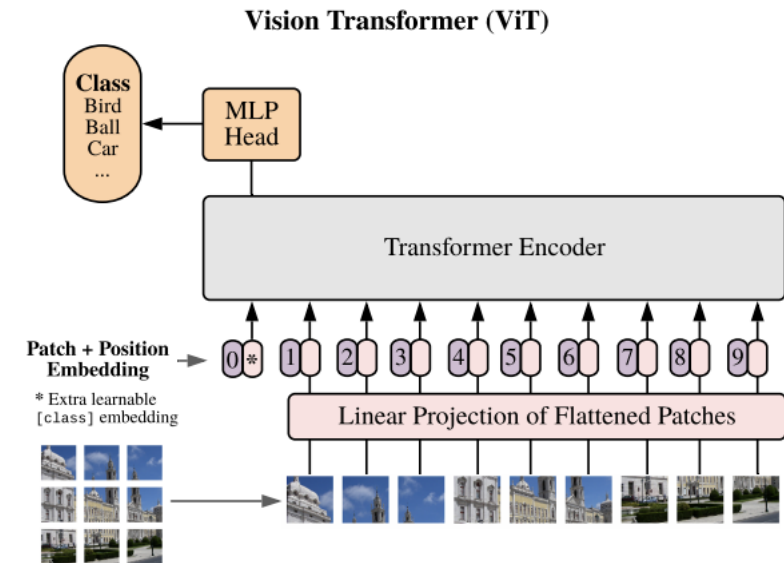 Vision Transformer (ViT)
Class
Bird
Ball
Car
...
MLP
Head
Transformer Encoder
Patch + Position
Embedding
0 * 1 2 3 4 5 6 7 8 9
* Extra learnable
[class] embedding
Linear Projection of Flattened Patches